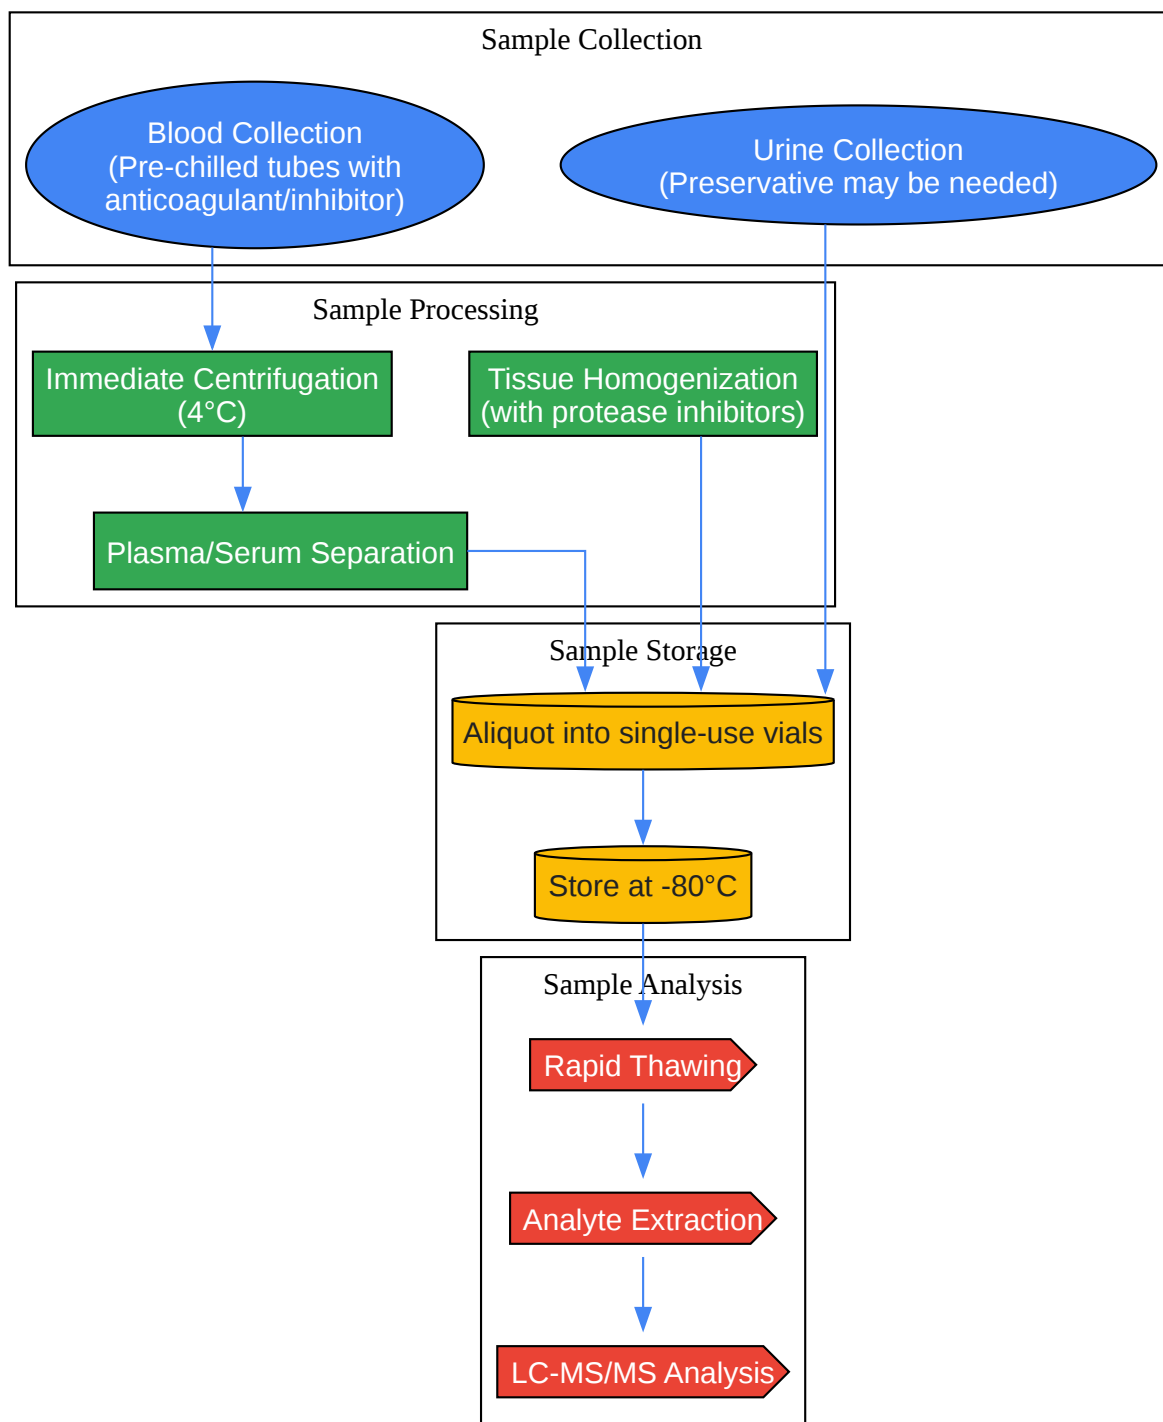 Sample Collection
Blood Collection
(Pre-chilled tubes with
anticoagulant/inhibitor)
Urine Collection
(Preservative may be needed)
Sample Processing
Immediate Centrifugation
(4°C)
Tissue Homogenization
(with protease inhibitors)
Plasma/Serum Separation
Sample Storage
Aliquot into single-use vials
Store at -80°C
Sample Analysis
Rapid Thawing
Analyte Extraction
LC-MS/MS Analysis